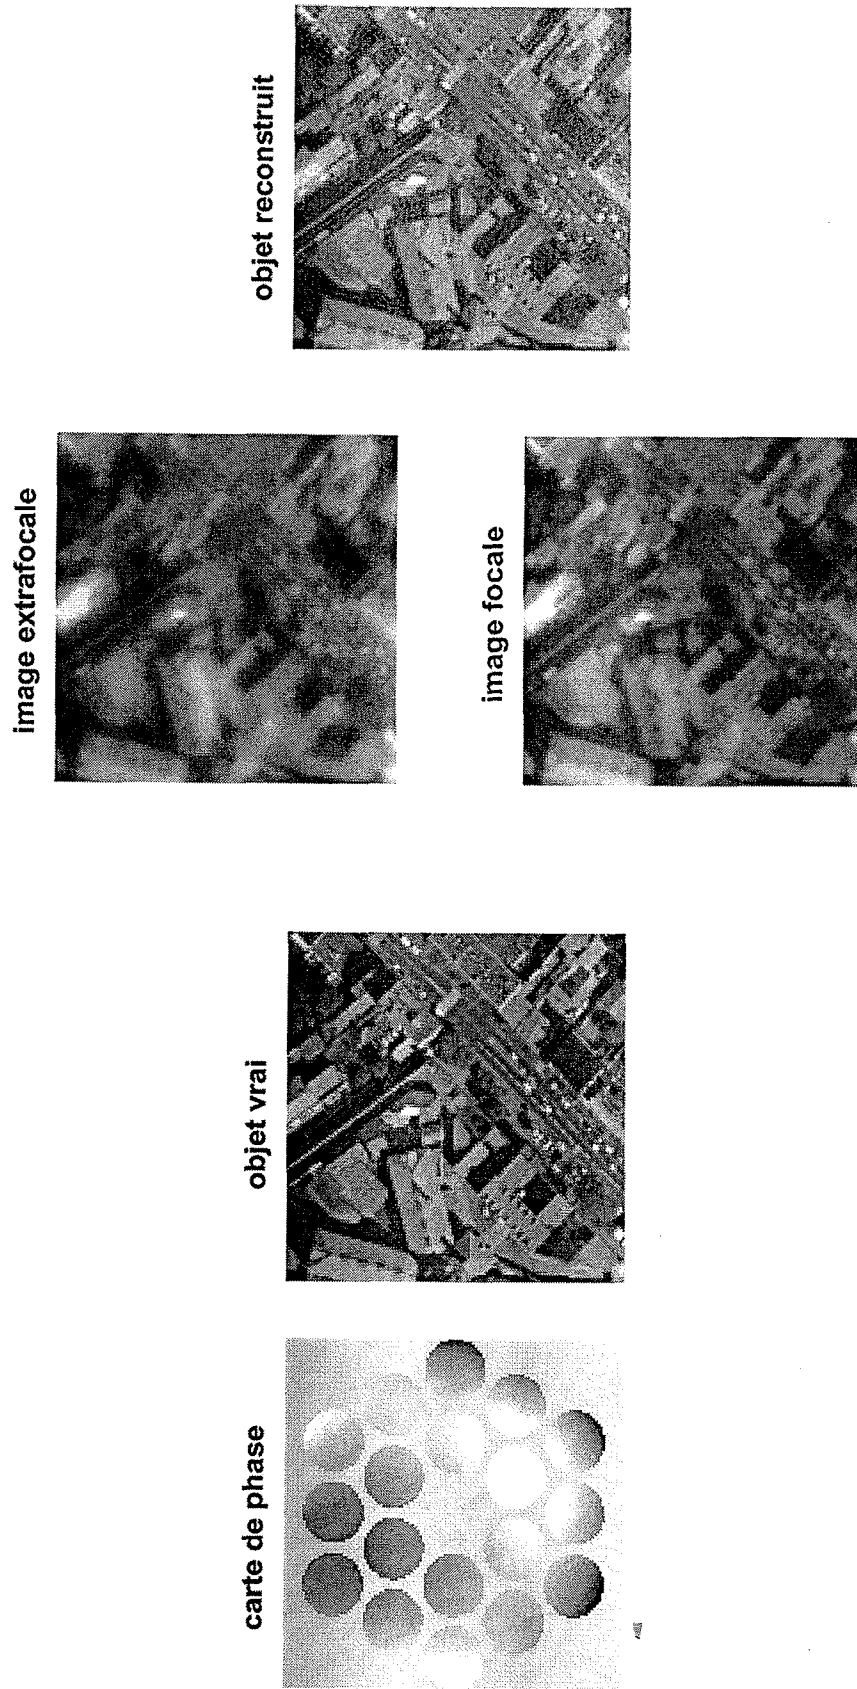 carte de phase
objet vrai
image extrafocale
image focale
objet reconstruit